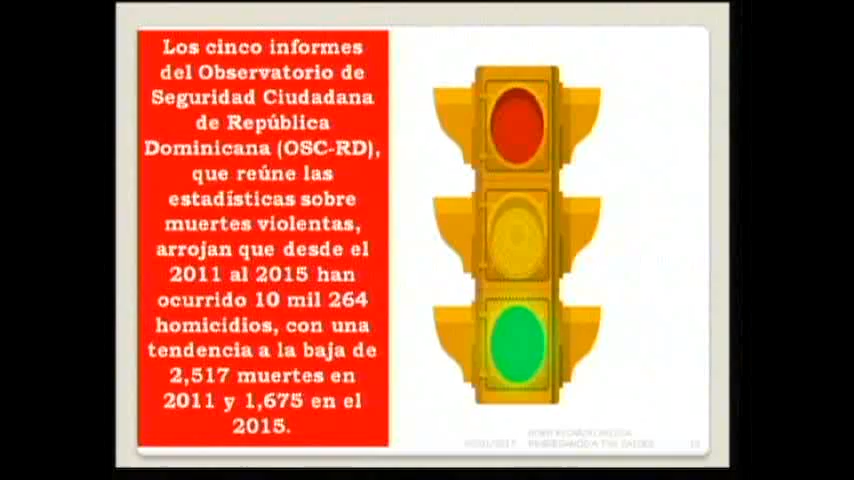 Los cinco informes
del Observatorio de
Seguridad Ciudadana
de República
Dominicana (OSC-RD),
que reúne las
estadísticas sobre
muertes violentas,
arrojan que desde el
2011 al 2015 han
ocurrido 10 mil 264
homicidios, con una
tendencia a la baja de
2,517 muertes en
2011 y 1,675 en el
2015.